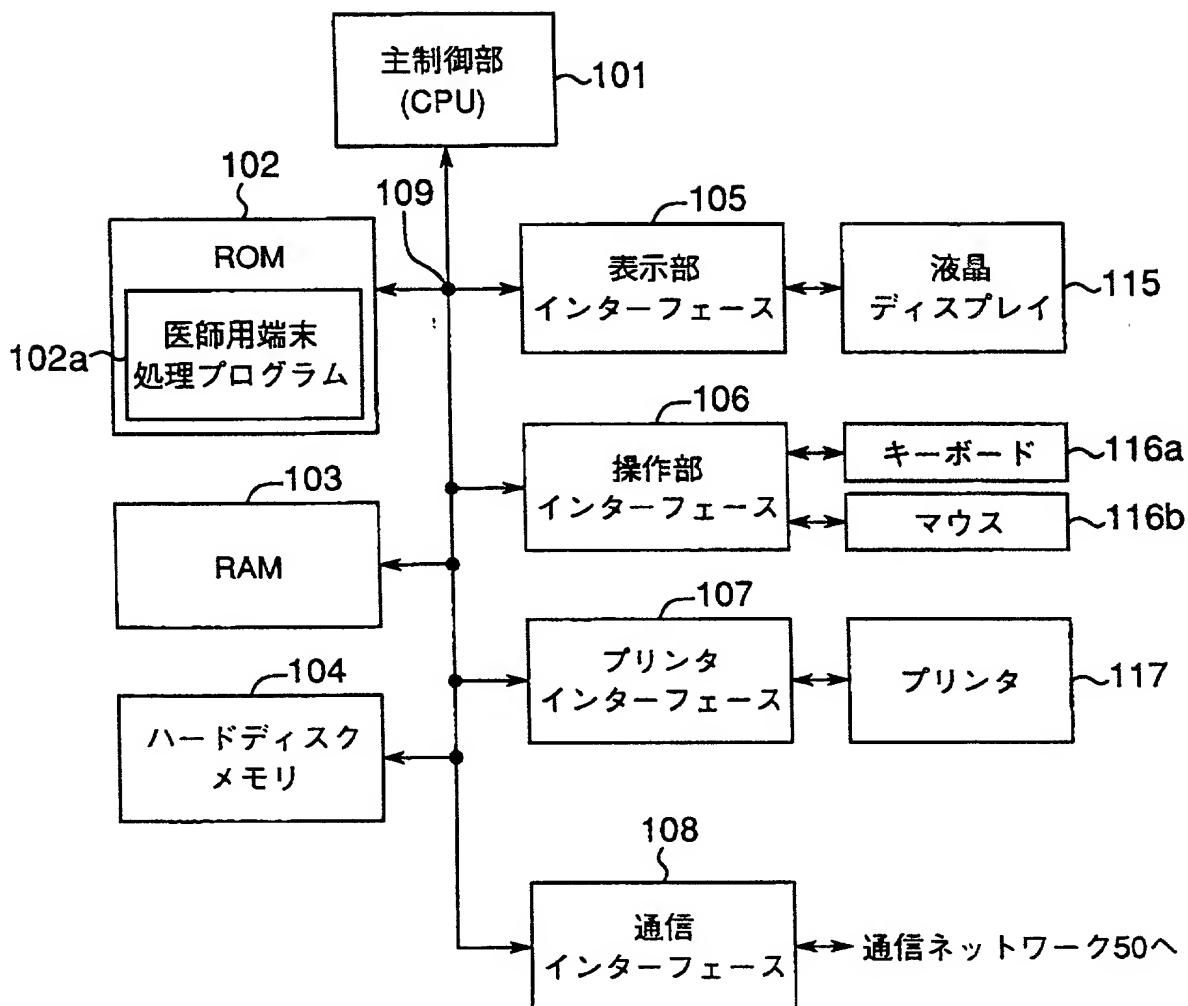 主制御部
(CPU)
101
102
109
105
ROM
表示部
インターフェース
液晶
ディスプレイ
115
102a
医師用端末
処理プログラム
106
操作部
インターフェース
キーボード
116a
マウス
116b
103
RAM
107
プリンタ
インターフェース
プリンタ
117
104
ハードディスク
メモリ
108
通信
インターフェース
通信ネットワーク50へ